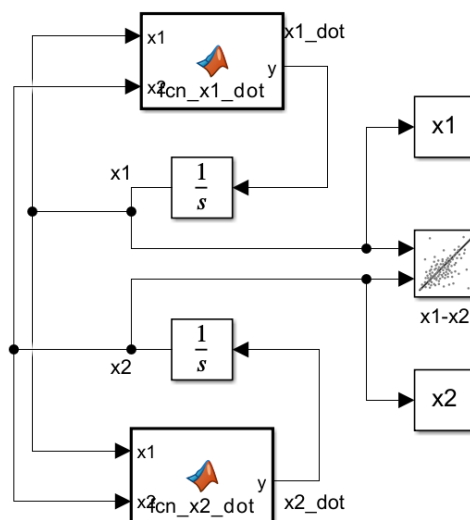 x1
x1_dot
y
x2
fcn_x1_dot
x1
1
s
x1
x1-x2
1
s
x2
x2
x1
y
x2
fcn_x2_dot
x2_dot